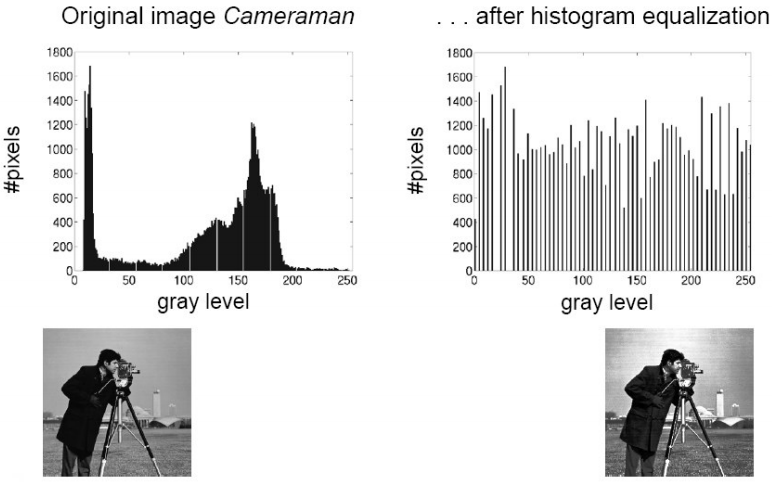 Original image Cameraman
. . . after histogram equalization
1800
1600
1400
1200
1000
800
600
400
200
0
#pixels
0 50 100 150 200 250
gray level
1800
1600
1400
1200
1000
800
600
400
200
0
#pixels
0 50 100 150 200 250
gray level